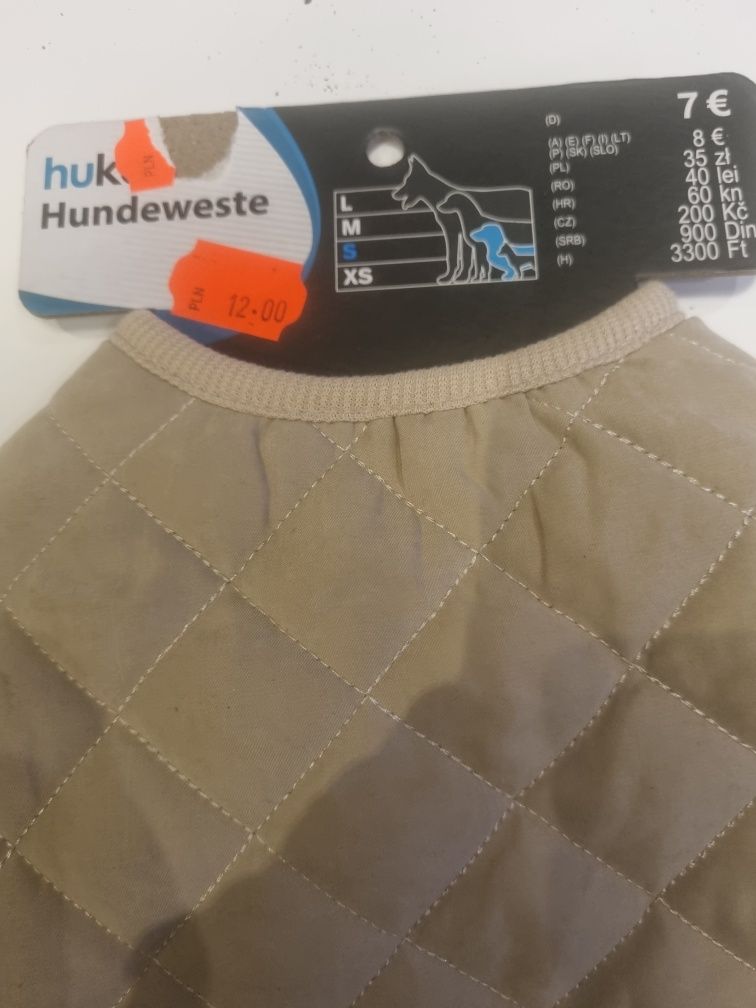 PLN
Hundeweste
PLN 12.00
L
M
S
XS
(D) 7 €
(A) (E) (F) (I) (LT)
(P) (SK) (SLO) 8 €
(PL) 35 zł
(RO) 40 lei
(HR) 60 kn
(CZ) 200 Kč
(SRB) 900 Din
(H) 3300 Ft